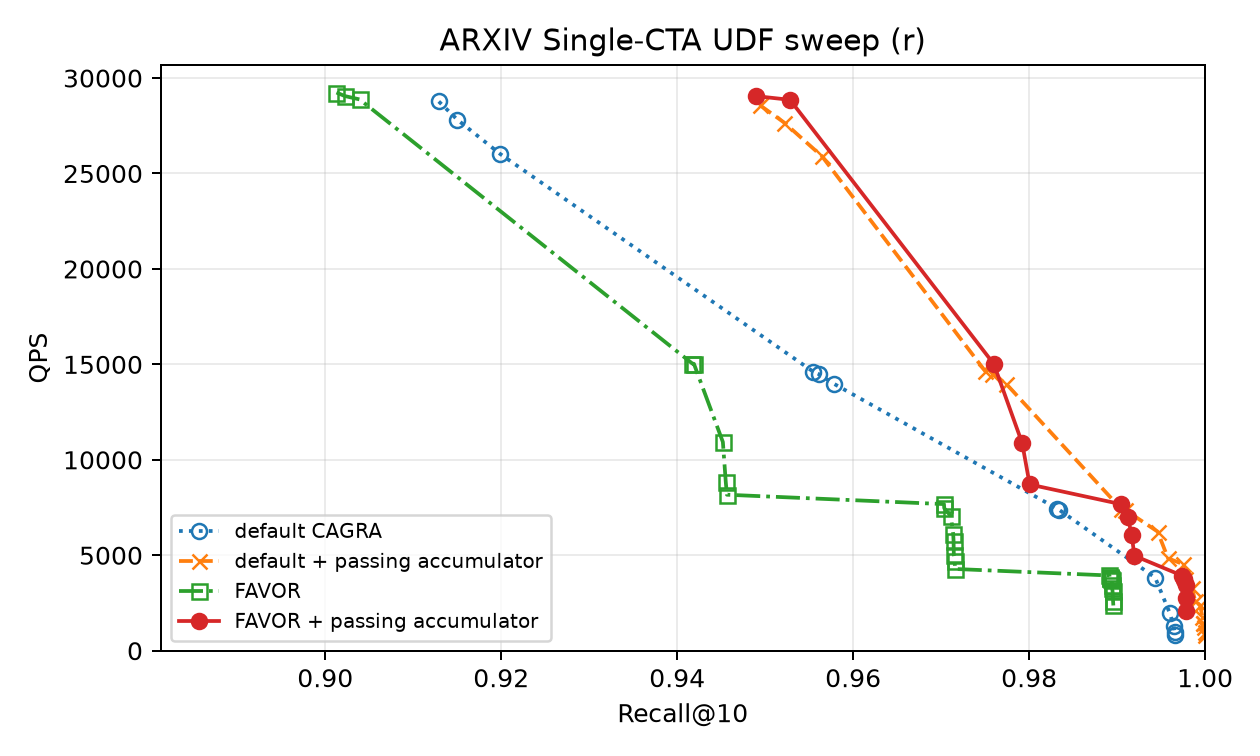 ARXIV Single-CTA UDF sweep (r)
30000
25000
20000
15000
10000
5000
0
QPS
default CAGRA
default + passing accumulator
FAVOR
FAVOR + passing accumulator
0.90 0.92 0.94 0.96 0.98 1.00
Recall@10